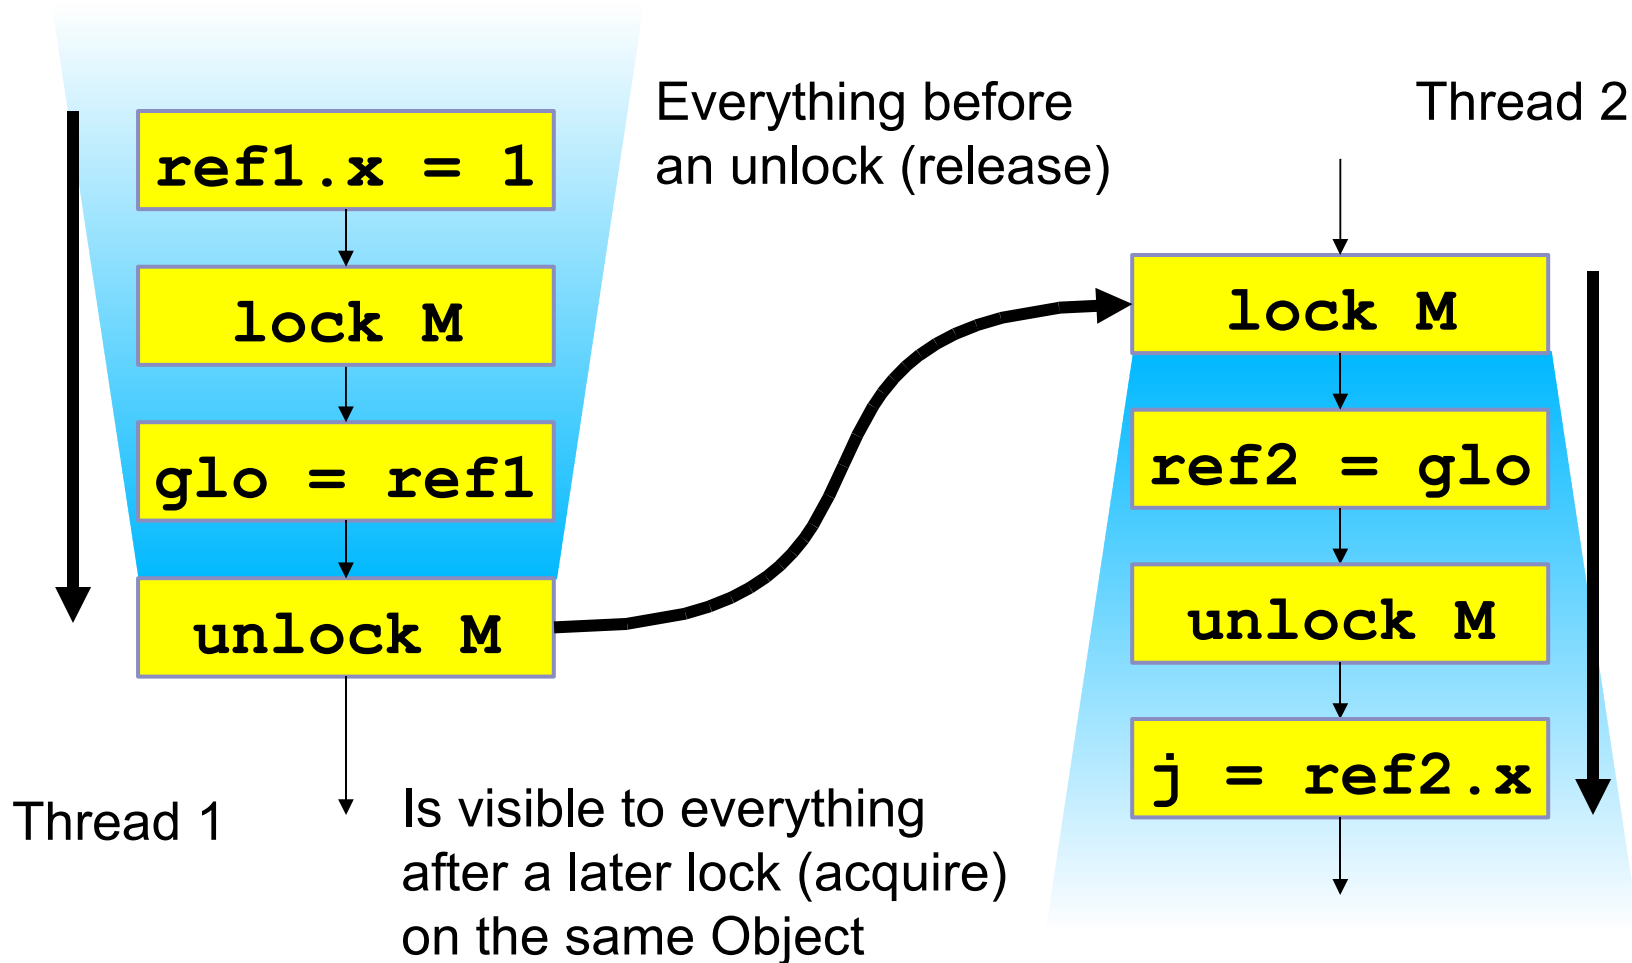 Everything before
an unlock (release)
Thread 2
ref1.x = 1
lock M
glo = ref1
unlock M
Thread 1
lock M
ref2 = glo
unlock M
j = ref2.x
Is visible to everything
after a later lock (acquire)
on the same Object